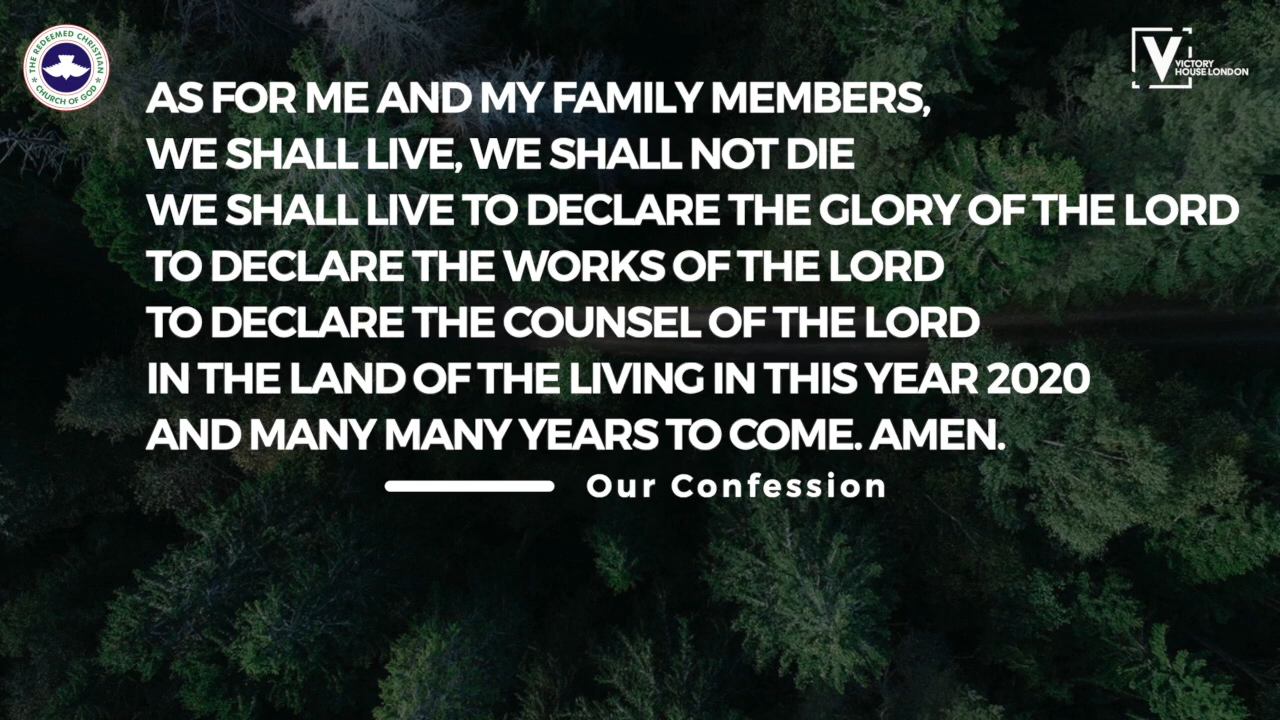 THE REDEEMED CHRISTIAN
CHURCH OF GOD
VICTORY
HOUSE LONDON
AS FOR ME AND MY FAMILY MEMBERS,
WE SHALL LIVE, WE SHALL NOT DIE
WE SHALL LIVE TO DECLARE THE GLORY OF THE LORD
TO DECLARE THE WORKS OF THE LORD
TO DECLARE THE COUNSEL OF THE LORD
IN THE LAND OF THE LIVING IN THIS YEAR 2020
AND MANY MANY YEARS TO COME. AMEN.
Our Confession